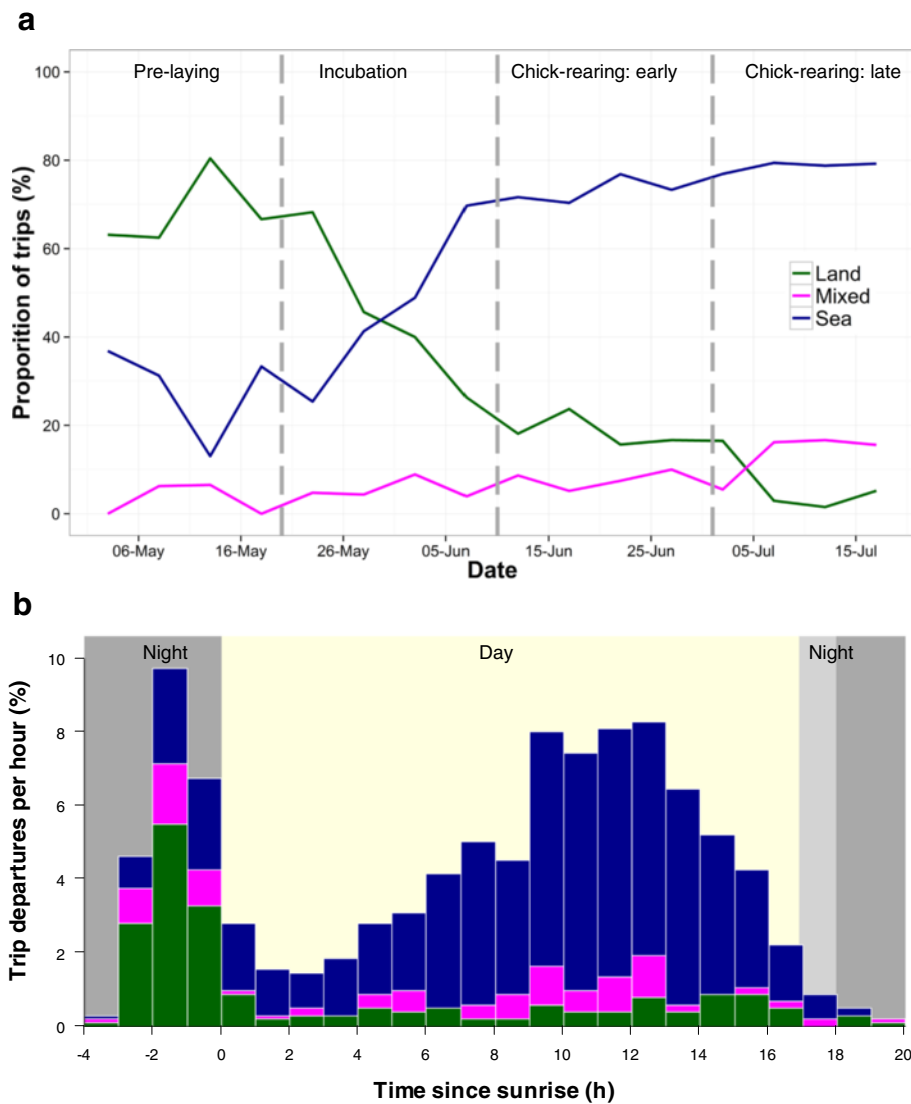 a
Pre-laying Incubation Chick-rearing: early Chick-rearing: late
100
80
60
40
20
0
Proporition of trips (%)
Land
Mixed
Sea
06-May 16-May 26-May 05-Jun 15-Jun 25-Jun 05-Jul 15-Jul
Date
b
Night Day Night
10
8
6
4
2
0
Trip departures per hour (%)
-4 -2 0 2 4 6 8 10 12 14 16 18 20
Time since sunrise (h)